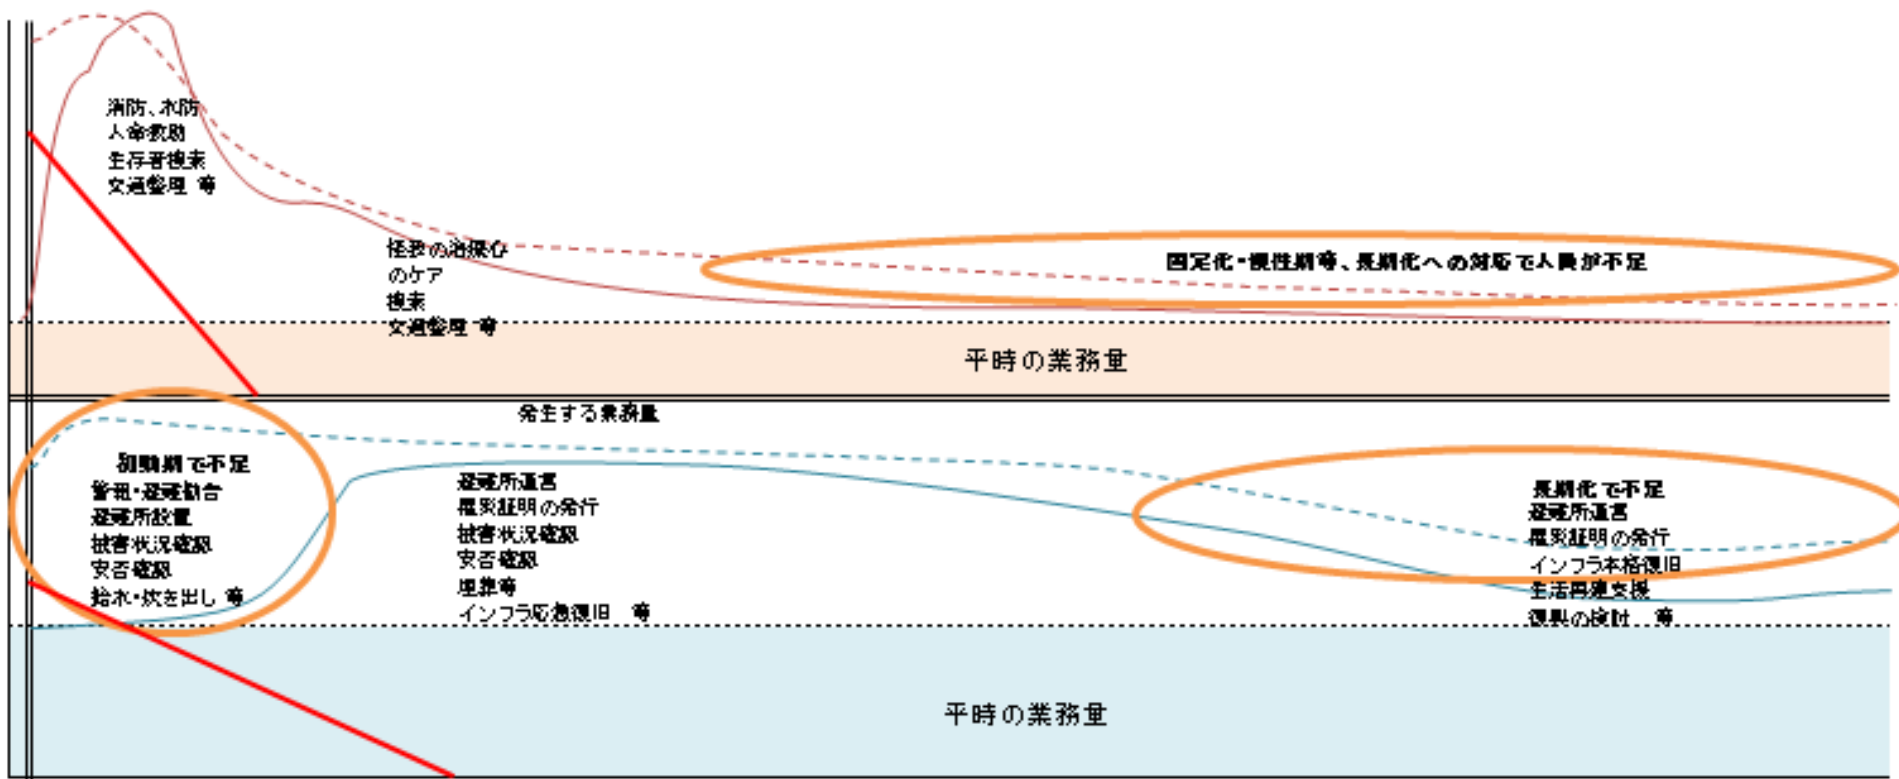 消防、水防
人命救助
生存者捜索
交通整理 等
怪我の治療心
のケア
捜索
交通整理 等
固定化・慢性期等、長期化への対応で人員が不足
平時の業務量
発生する業務量
初動期で不足
警報・避難勧告
避難所設置
被害状況確認
安否確認
給水・炊き出し 等
避難所運営
罹災証明の発行
被害状況確認
安否確認
埋葬等
インフラ応急復旧 等
長期化で不足
避難所運営
罹災証明の発行
インフラ本格復旧
生活再建支援
復興の検討 等
平時の業務量